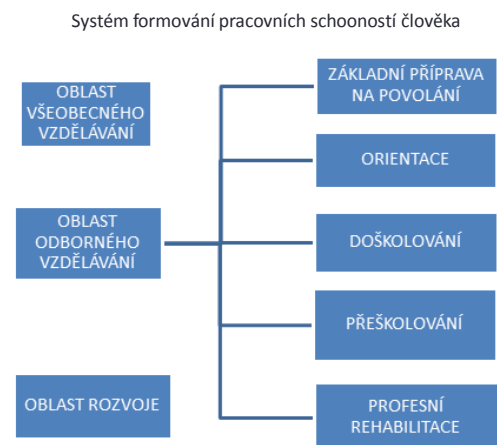 Systém formování pracovních schooností člověka
OBLAST
VŠEOBECNÉHO
VZDĚLÁVÁNÍ
OBLAST
ODBORNÉHO
VZDĚLÁVÁNÍ
OBLAST ROZVOJE
ZÁKLADNÍ PŘÍPRAVA
NA POVOLÁNÍ
ORIENTACE
DOŠKOLOVÁNÍ
PŘEŠKOLOVÁNÍ
PROFESNÍ
REHABILITACE